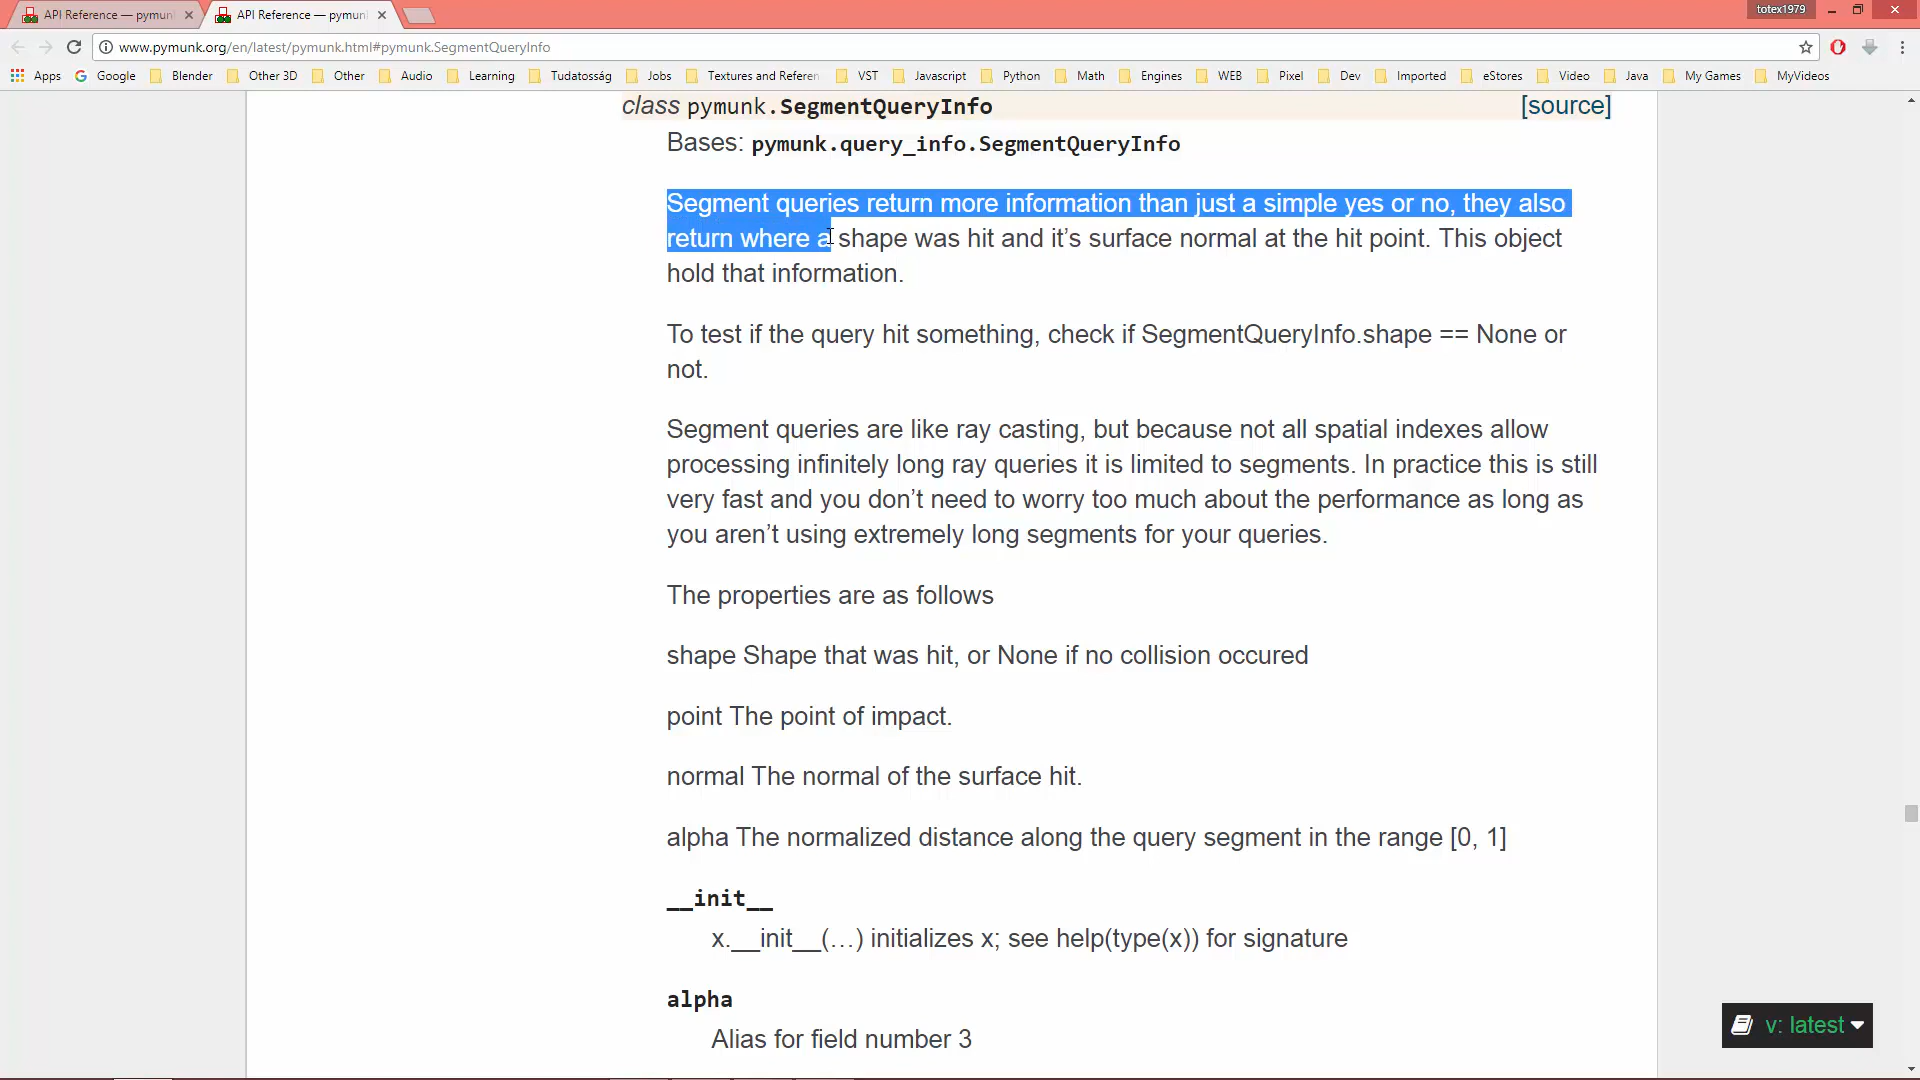 API Reference — pymun
API Reference — pymun
totex1979
www.pymunk.org/en/latest/pymunk.html#pymunk.SegmentQueryInfo
Apps Google Blender Other 3D Other Audio Learning Tudatosság Jobs Textures and Referen VST Javascript Python Math Engines WEB Pixel Dev Imported eStores Video Java My Games MyVideos
class pymunk.SegmentQueryInfo [source]
Bases: pymunk.query_info.SegmentQueryInfo
Segment queries return more information than just a simple yes or no, they also
return where a shape was hit and it’s surface normal at the hit point. This object
hold that information.
To test if the query hit something, check if SegmentQueryInfo.shape == None or
not.
Segment queries are like ray casting, but because not all spatial indexes allow
processing infinitely long ray queries it is limited to segments. In practice this is still
very fast and you don’t need to worry too much about the performance as long as
you aren’t using extremely long segments for your queries.
The properties are as follows
shape Shape that was hit, or None if no collision occured
point The point of impact.
normal The normal of the surface hit.
alpha The normalized distance along the query segment in the range [0, 1]
__init__
x.__init__(…) initializes x; see help(type(x)) for signature
alpha
Alias for field number 3
v: latest